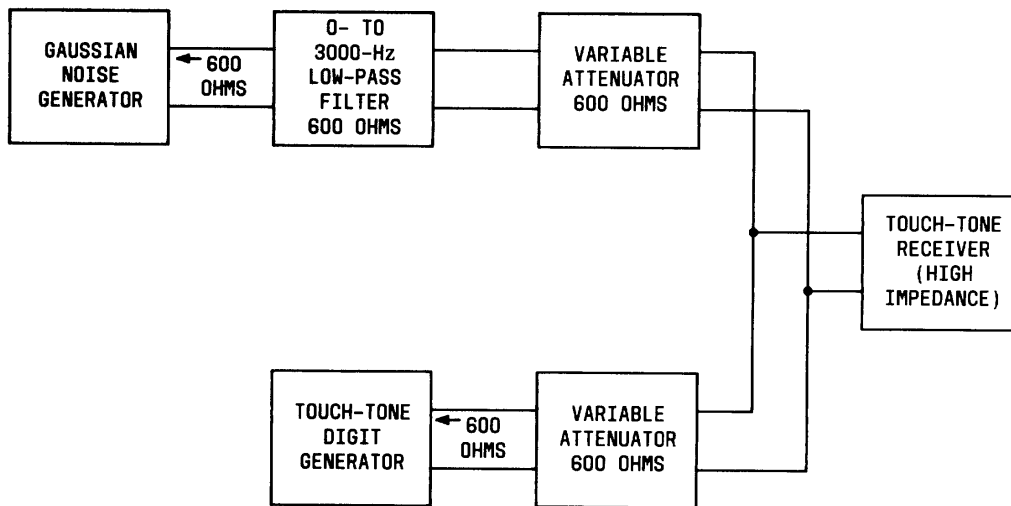 GAUSSIAN
NOISE
GENERATOR
600
OHMS
0- TO
3000-Hz
LOW-PASS
FILTER
600 OHMS
VARIABLE
ATTENUATOR
600 OHMS
TOUCH-TONE
RECEIVER
(HIGH
IMPEDANCE)
TOUCH-TONE
DIGIT
GENERATOR
600
OHMS
VARIABLE
ATTENUATOR
600 OHMS